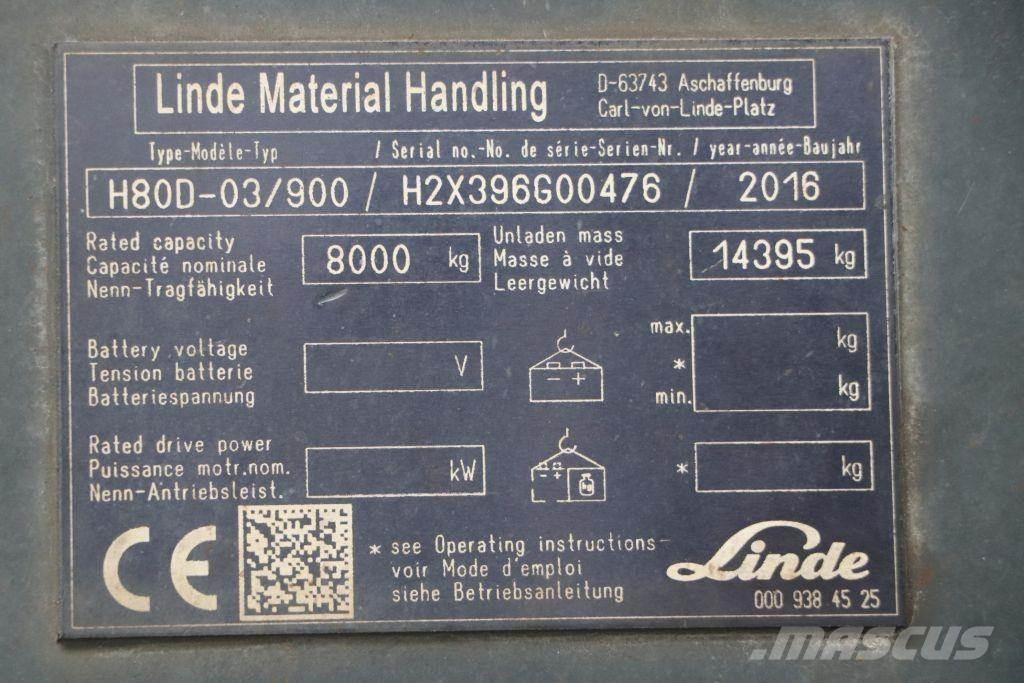 Linde Material Handling
D-63743 Aschaffenburg
Carl-von-Linde-Platz
Type-Modèle-Typ / Serial no.-No. de série-Serien-Nr. / year-année-Baujahr
H80D-03/900 / H2X396G00476 / 2016
Rated capacity
Capacité nominale
Nenn-Tragfähigkeit
8000 kg
Unladen mass
Masse à vide
Leergewicht
14395 kg
Battery voltage
Tension batterie
Batteriespannung
V
- +
max. kg
*
min. kg
Rated drive power
Puissance motr.nom.
Nenn-Antriebsleist.
kW
- +
kg
* kg
CE
* see Operating instructions-
voir Mode d'emploi
siehe Betriebsanleitung
Linde
000 938 45 25
MASCUS